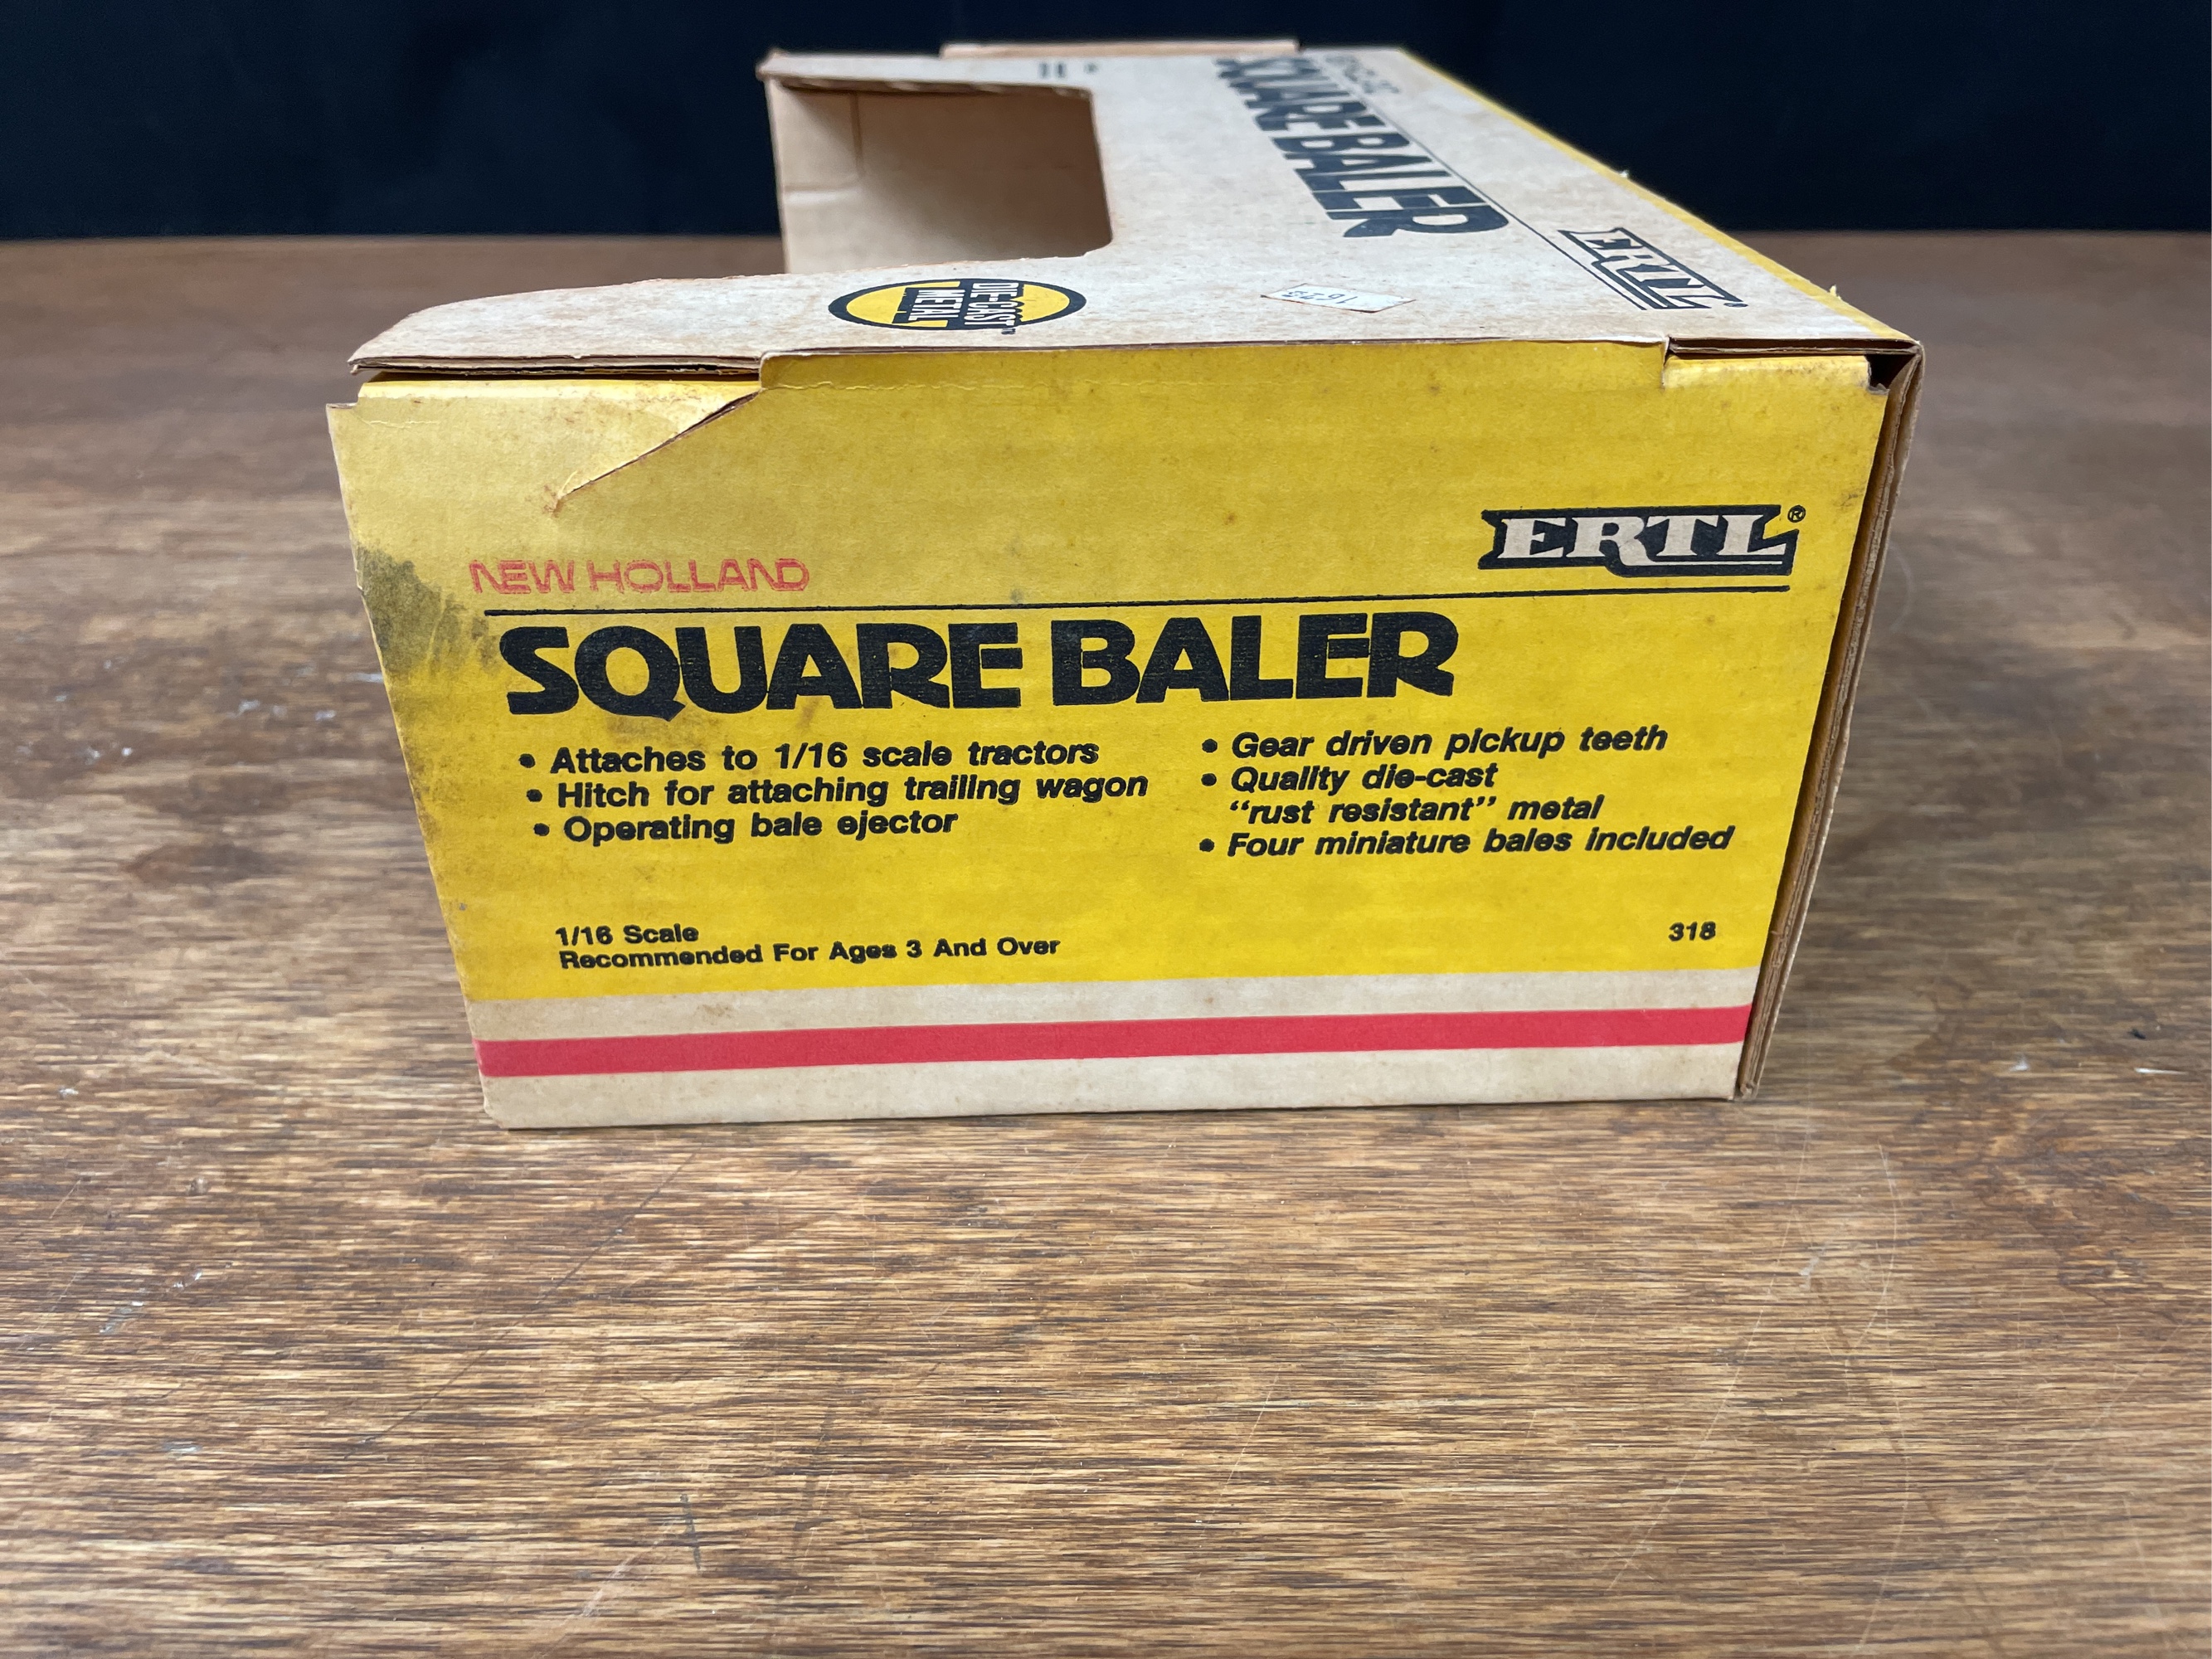 SQUARE BALER
ERTL
DIE-CAST™
METAL
NEW HOLLAND
ERTL®
SQUARE BALER
• Attaches to 1/16 scale tractors
• Hitch for attaching trailing wagon
• Operating bale ejector
• Gear driven pickup teeth
• Quality die-cast
“rust resistant” metal
• Four miniature bales included
1/16 Scale
Recommended For Ages 3 And Over
318